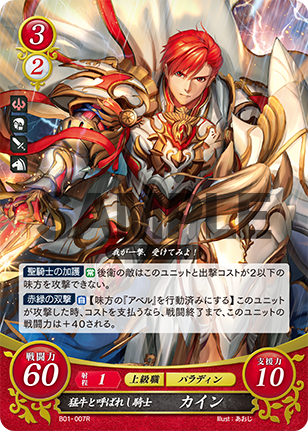 3
2
SAMPLE
我が一撃、受けてみよ!
聖騎士の加護 常 後衛の敵はこのユニットと出撃コストが2以下の
味方を攻撃できない。
赤緑の双撃 自 【味方の『アベル』を行動済みにする】このユニット
が攻撃した時、コストを支払うなら、戦闘終了まで、このユニットの
戦闘力は+40される。
戦闘力 60
射程 1 上級職 パラディン
支援力 10
猛牛と呼ばれし騎士 カイン
B01-007R Illust:あおじ